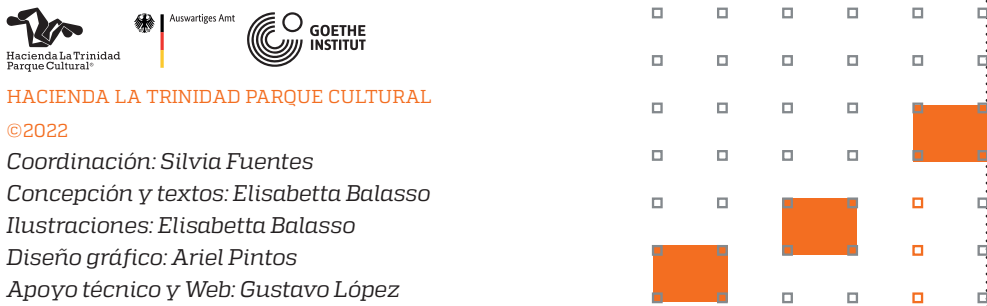 Auswartiges Amt
GOETHE
INSTITUT
Hacienda La Trinidad
Parque Cultural®
HACIENDA LA TRINIDAD PARQUE CULTURAL
©2022
Coordinación: Silvia Fuentes
Concepción y textos: Elisabetta Balasso
Ilustraciones: Elisabetta Balasso
Diseño gráfico: Ariel Pintos
Apoyo técnico y Web: Gustavo López